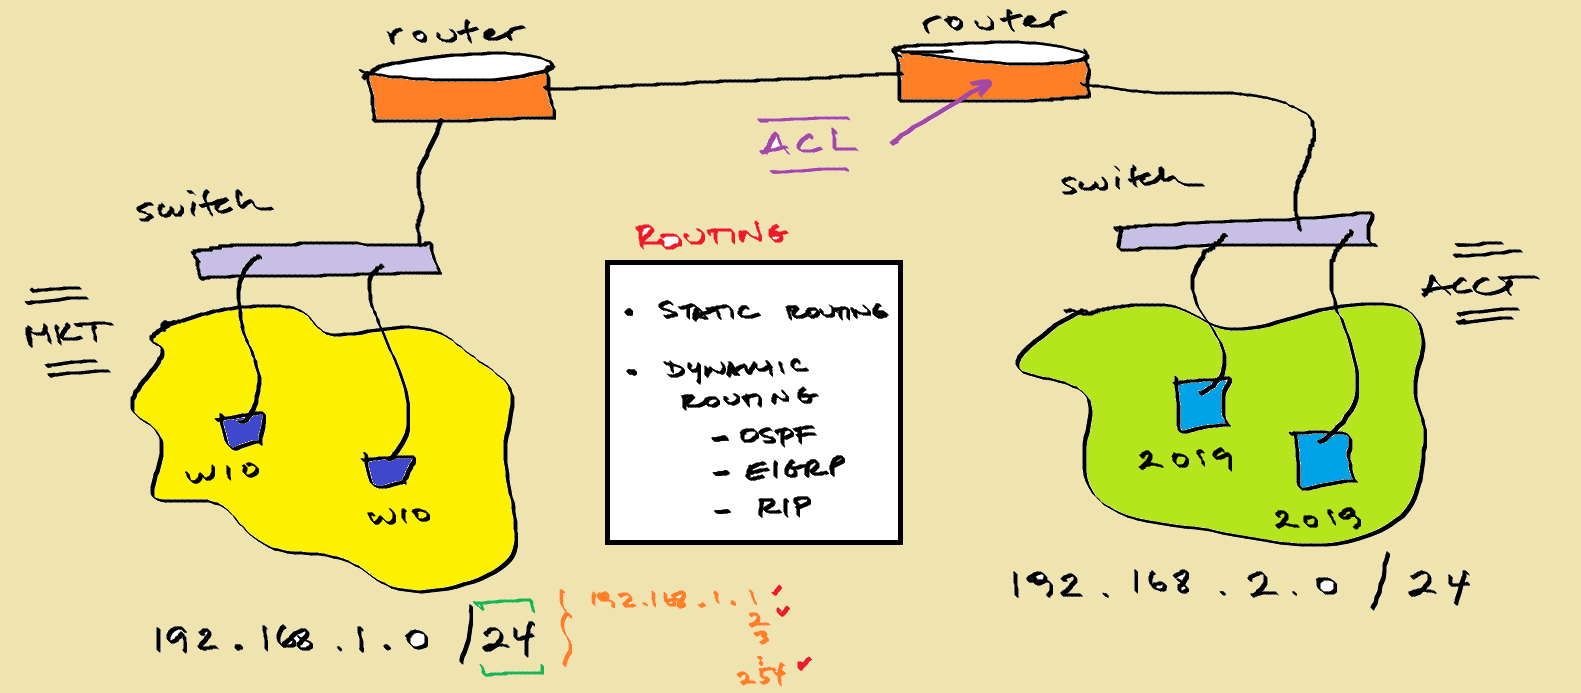 router
router
ACL
switch
switch
ROUTING
MKT
ACCT
• STATIC ROUTING
• DYNAMIC
ROUTING
- OSPF
- EIGRP
- RIP
W10
W10
2019
2019
192.168.1.0/24
192.168.1.1
2
3
254
192.168.2.0/24